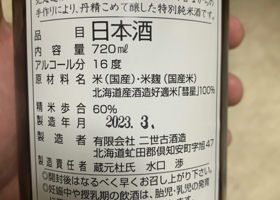 手作りにより、丹精こめて醸した特別純米酒です。
品目 日本酒
内容量 720㎖
アルコール分 16度
原材料 米(国産)・米麹(国産米)
北海道産酒造好適米「彗星」100%
精米歩合 60%
製造年月 2023. 3.
製造者 有限会社 二世古酒造
北海道虻田郡倶知安町字旭47
製造責任者 蔵元杜氏 水口 渉
○開封後はなるべく早くお召し上がり下さい。
○妊娠中や授乳期の飲酒は、胎児・乳児の発育